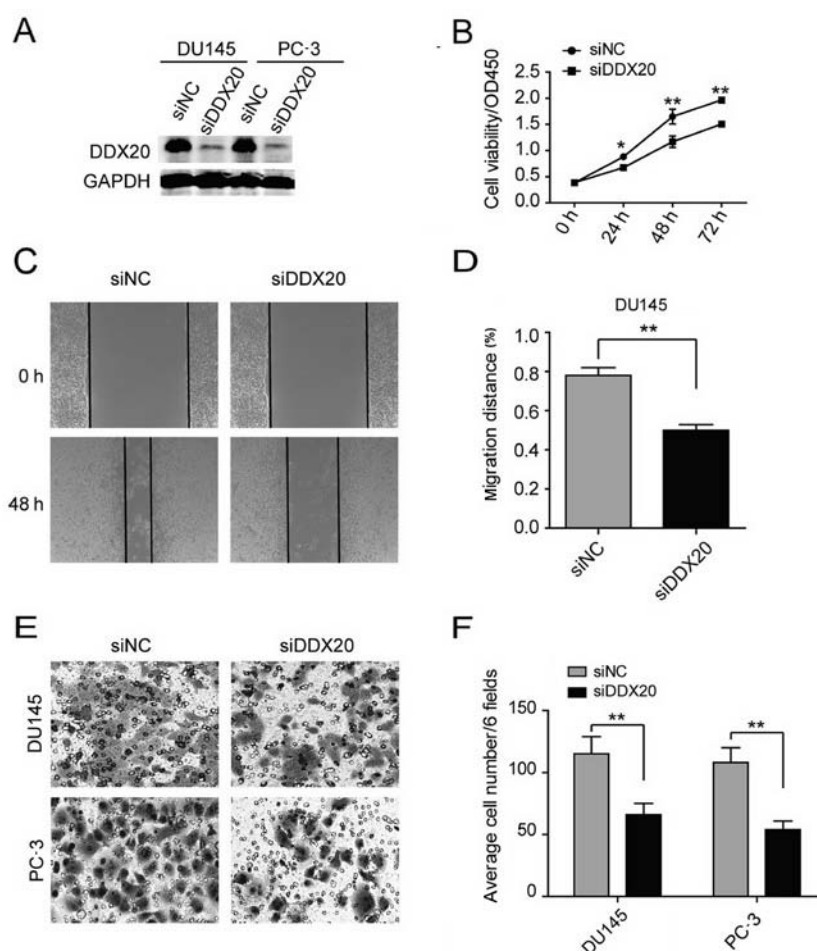 A
DU145 PC-3
siNC siDDX20 siNC siDDX20
DDX20
GAPDH
B
siNC
siDDX20
Cell viability/OD450
2.5
2.0
1.5
1.0
0.5
0.0
* ** **
0 h 24 h 48 h 72 h
C
siNC siDDX20
0 h
48 h
D
DU145
**
Migration distance (%)
1.0
0.8
0.6
0.8
0.2
0.0
siNC siDDX20
E
siNC siDDX20
DU145
PC-3
F
siNC
siDDX20
Average cell number/6 fields
150
100
50
0
** **
DU145 PC-3